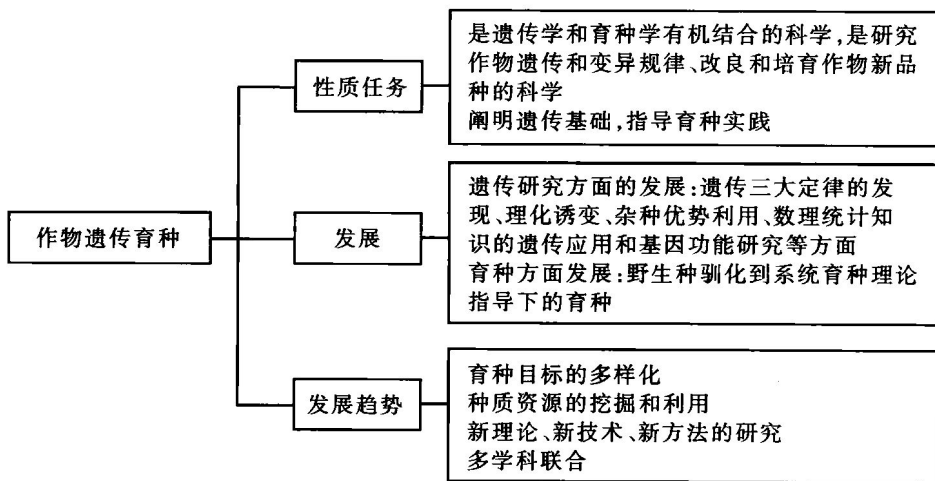 作物遗传育种
性质任务
是遗传学和育种学有机结合的科学,是研究
作物遗传和变异规律、改良和培育作物新品
种的科学
阐明遗传基础,指导育种实践
发展
遗传研究方面的发展:遗传三大定律的发
现、理化诱变、杂种优势利用、数理统计知
识的遗传应用和基因功能研究等方面
育种方面发展:野生种驯化到系统育种理论
指导下的育种
发展趋势
育种目标的多样化
种质资源的挖掘和利用
新理论、新技术、新方法的研究
多学科联合